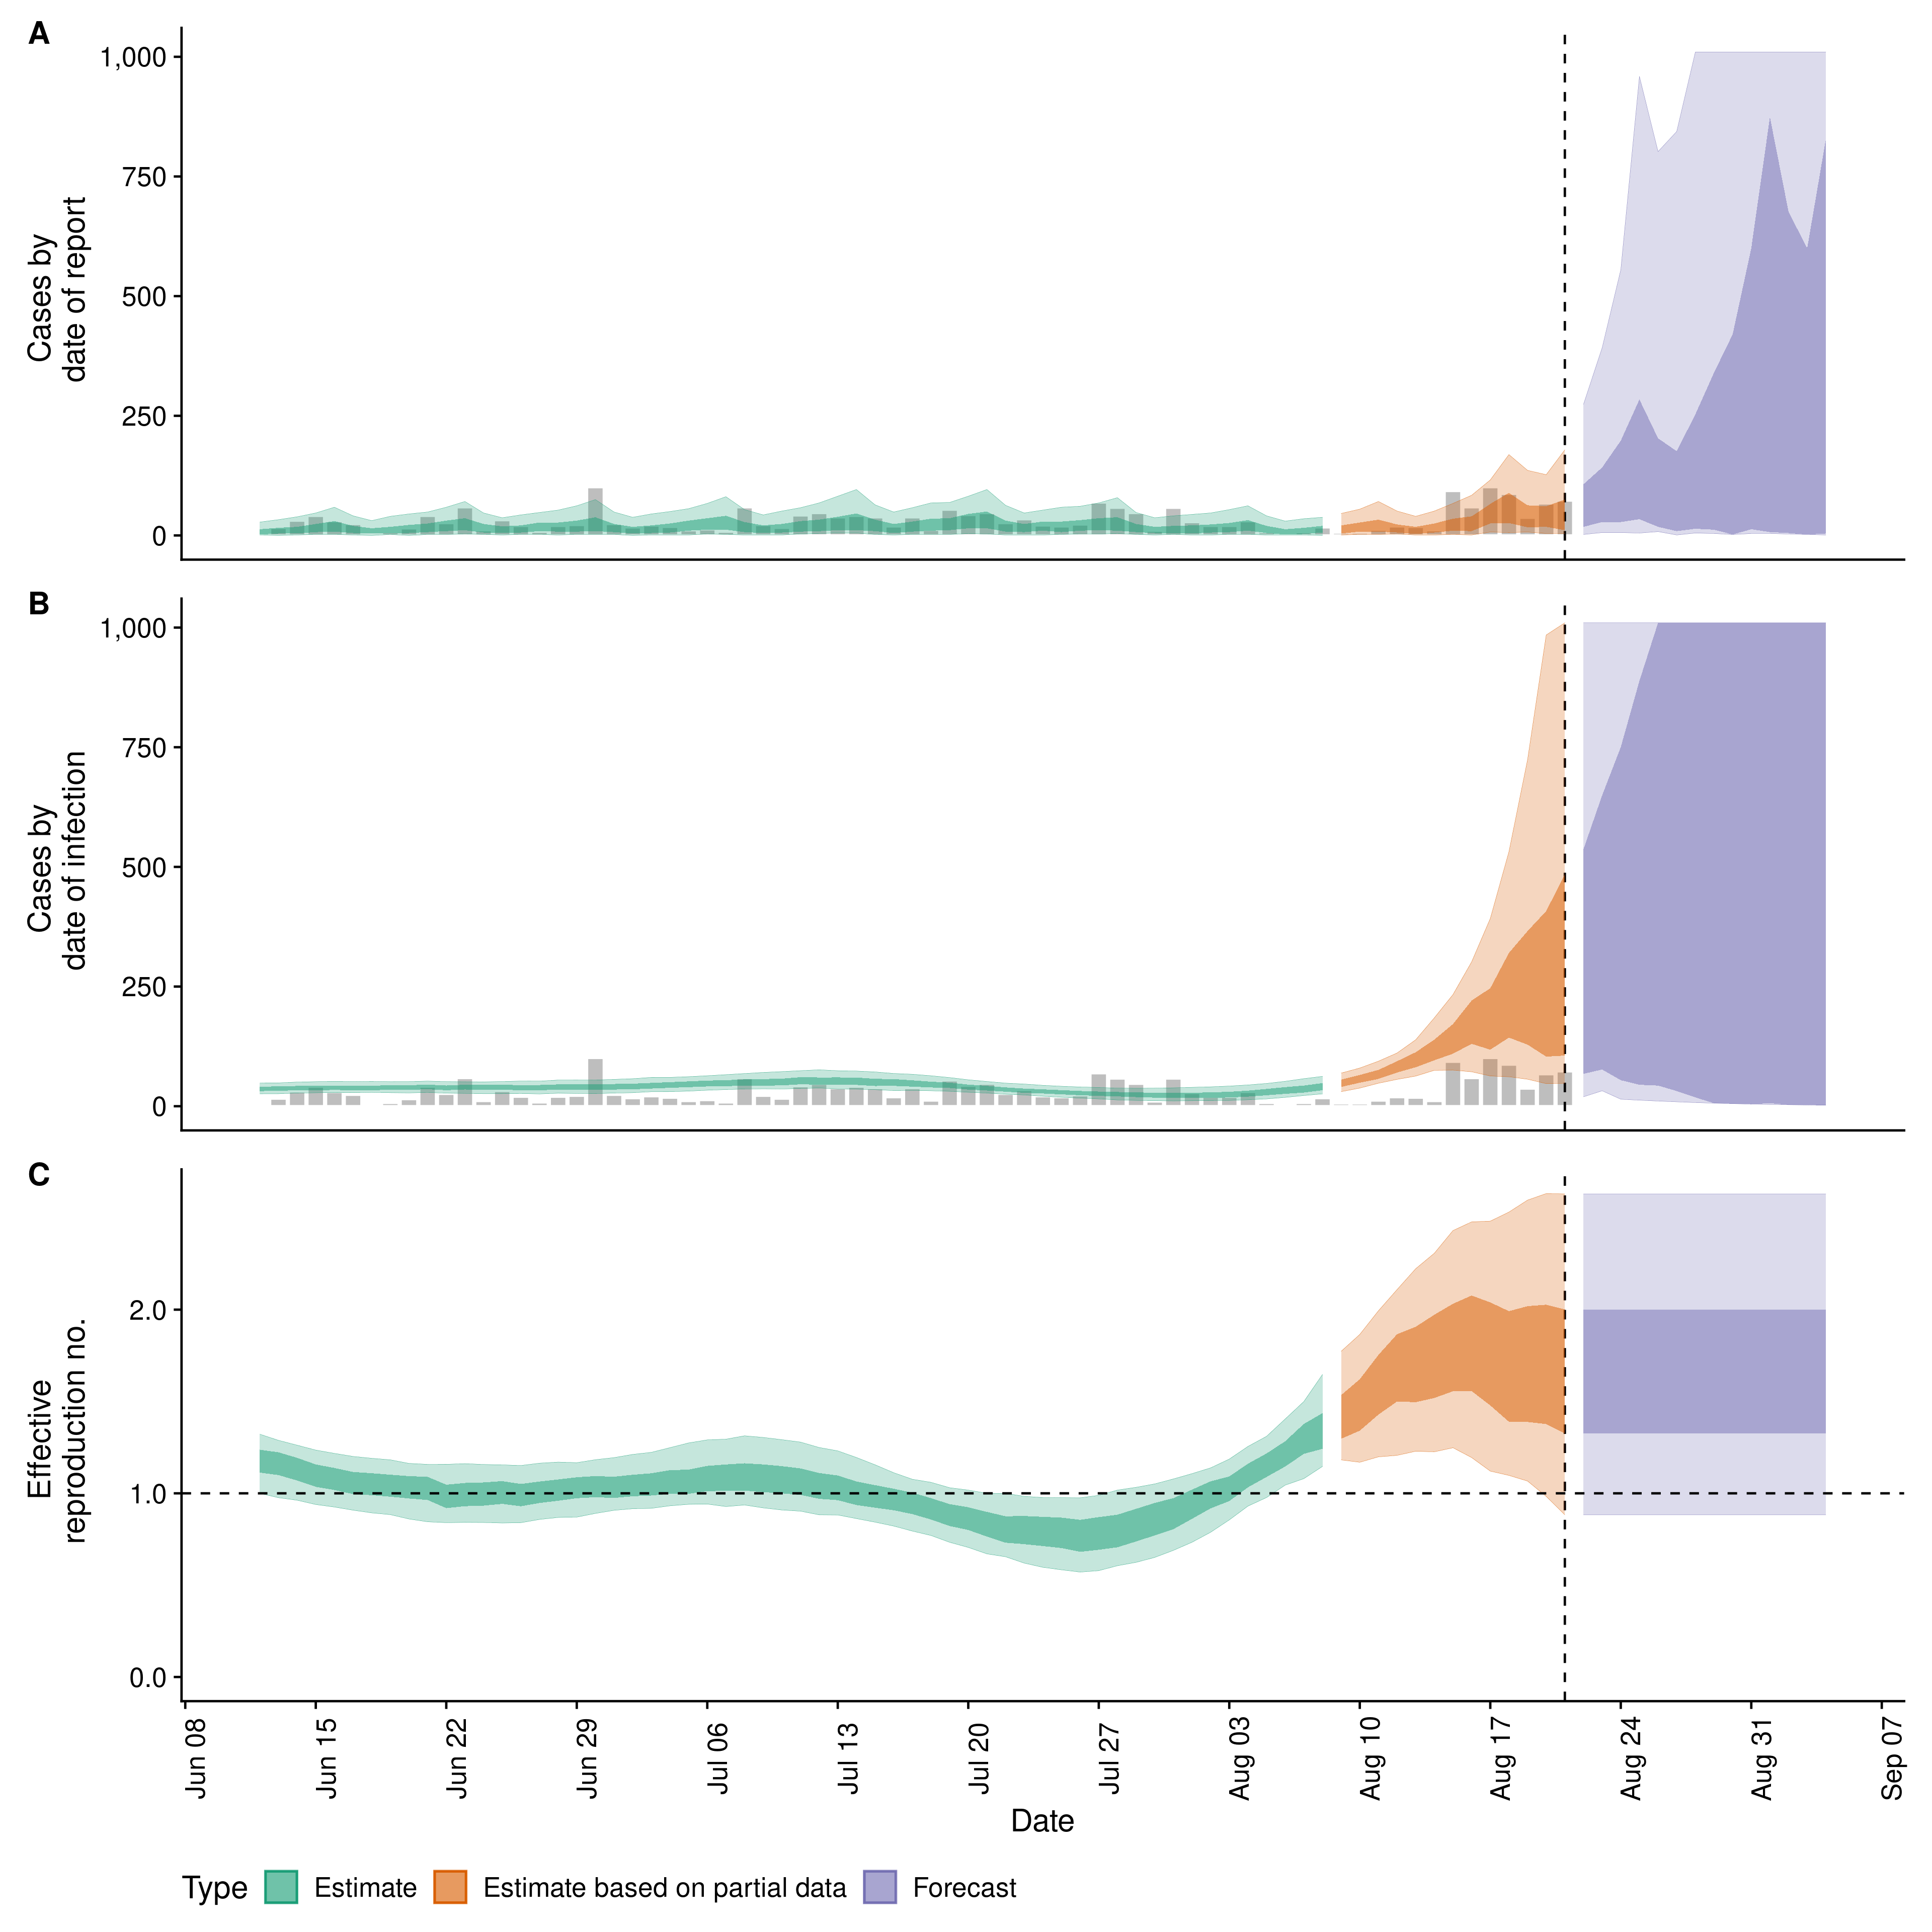 A
1,000
750
500
250
0
Cases by
date of report
B
1,000
750
500
250
0
Cases by
date of infection
C
2.0
1.0
0.0
Effective
reproduction no.
Jun 08
Jun 15
Jun 22
Jun 29
Jul 06
Jul 13
Jul 20
Jul 27
Aug 03
Aug 10
Aug 17
Aug 24
Aug 31
Sep 07
Date
Type Estimate Estimate based on partial data Forecast